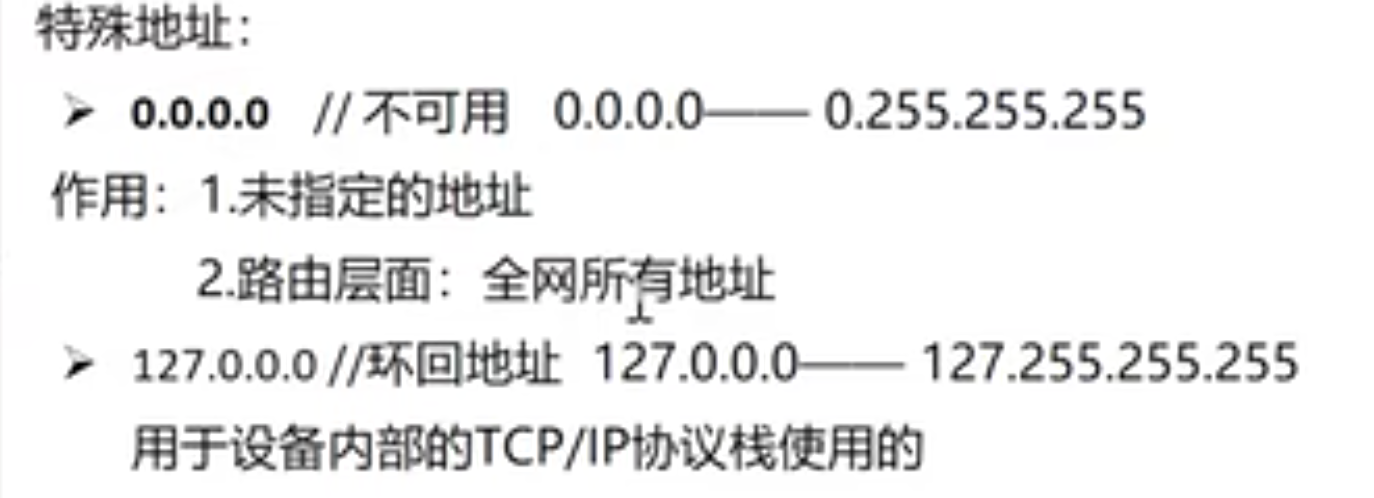 特殊地址：
➢ 0.0.0.0 // 不可用 0.0.0.0—— 0.255.255.255
作用：1.未指定的地址
2.路由层面：全网所有地址
➢ 127.0.0.0 //环回地址 127.0.0.0—— 127.255.255.255
用于设备内部的TCP/IP协议栈使用的